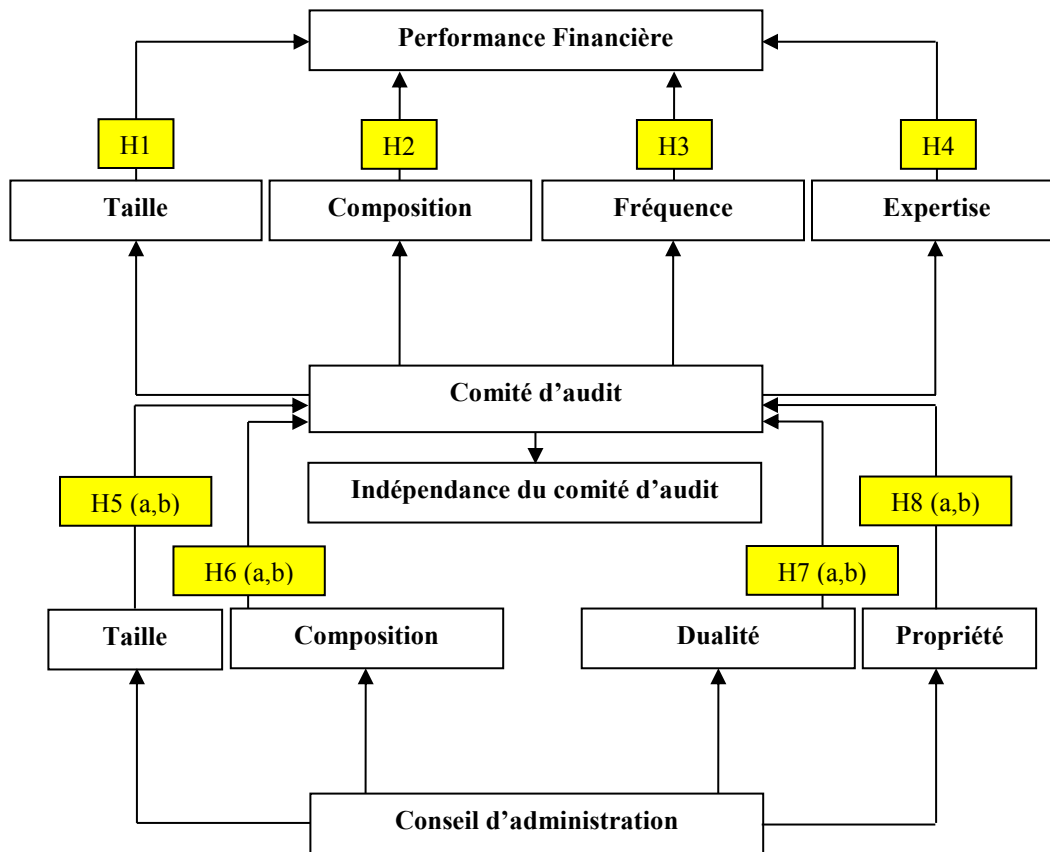 Performance Financière
H1
H2
H3
H4
Taille
Composition
Fréquence
Expertise
Comité d’audit
Indépendance du comité d’audit
H5 (a,b)
H8 (a,b)
H6 (a,b)
H7 (a,b)
Taille
Composition
Dualité
Propriété
Conseil d’administration